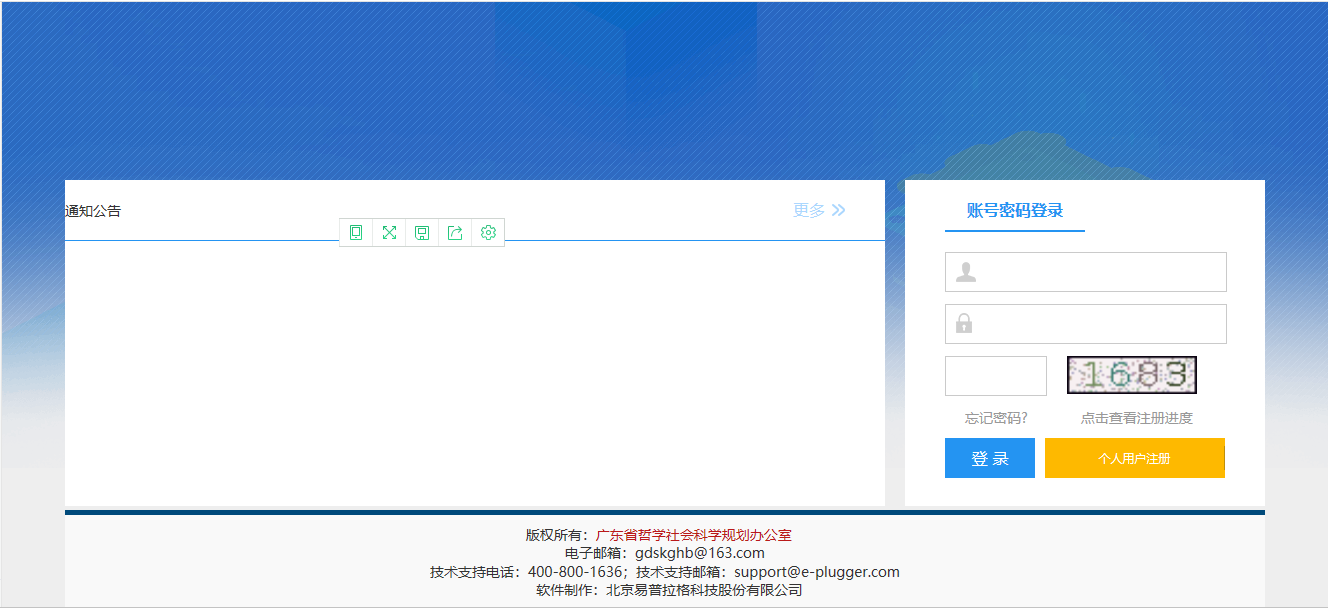 通知公告
更多
账号密码登录
1683
忘记密码?
点击查看注册进度
登 录
个人用户注册
版权所有：广东省哲学社会科学规划办公室
电子邮箱：gdskghb@163.com
技术支持电话：400-800-1636；技术支持邮箱：support@e-plugger.com
软件制作：北京易普拉格科技股份有限公司